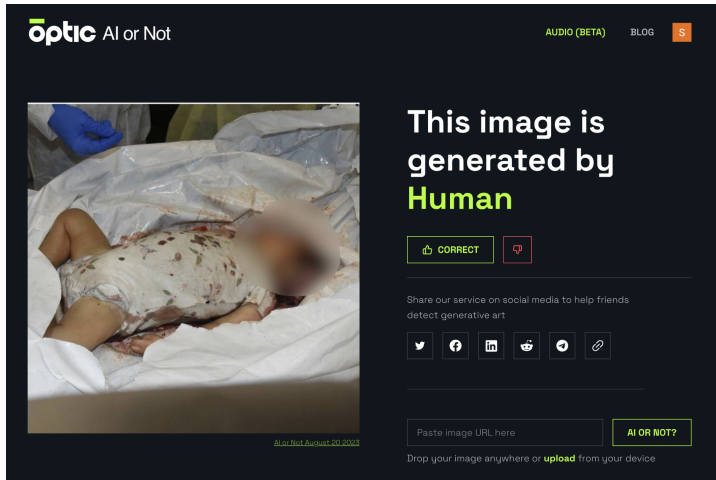 optic AI or Not
AUDIO (BETA)
BLOG
S
This image is
generated by
Human
CORRECT
Share our service on social media to help friends
detect generative art
Paste image URL here
AI OR NOT?
Drop your image anywhere or upload from your device
AI or Not August 20 2023